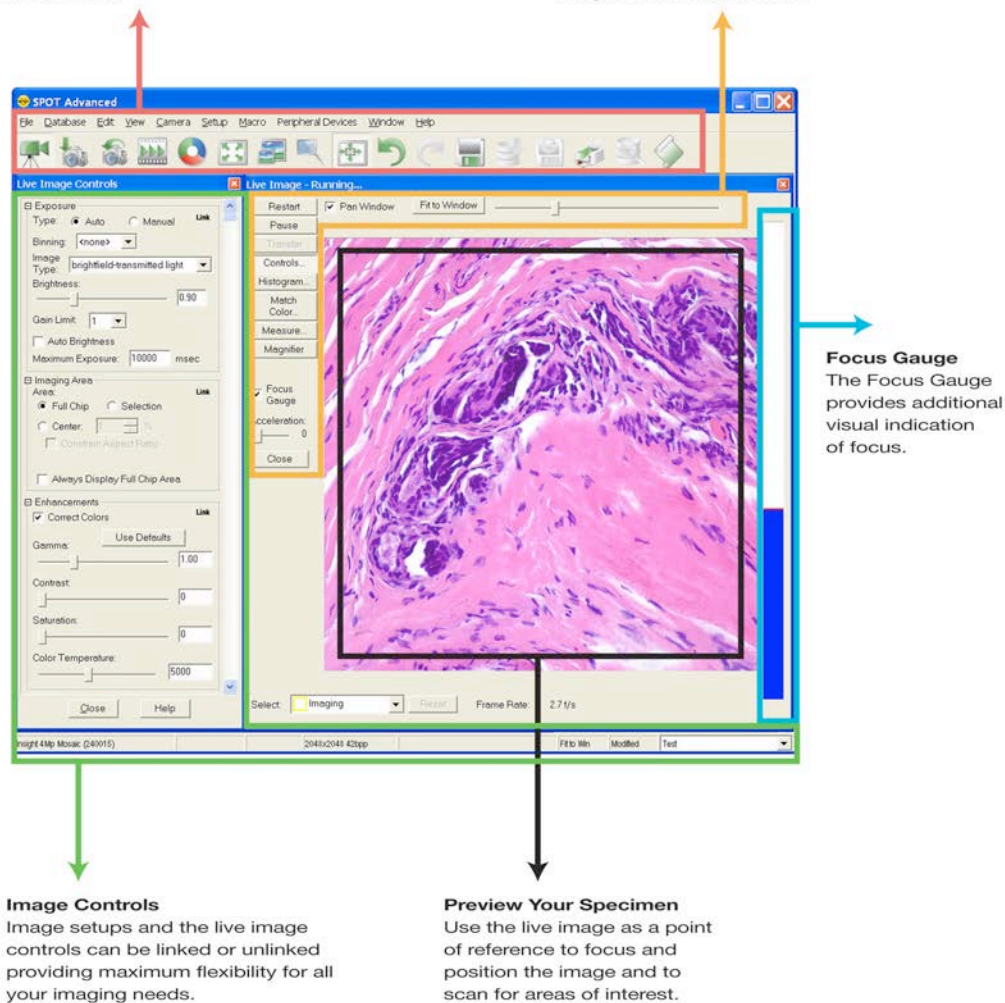 SPOT Advanced
File Database Edit View Camera Setup Macro Peripheral Devices Window Help
Live Image Controls
Exposure
Type: Auto Manual Link
Binning: <none>
Image
Type: brightfield-transmitted light
Brightness:
0.90
Gain Limit: 1
Auto Brightness
Maximum Exposure: 10000 msec
Imaging Area
Area: Link
Full Chip Selection
Center: %
Constrain Aspect Ratio
Always Display Full Chip Area
Enhancements
Correct Colors Link
Use Defaults
Gamma:
1.00
Contrast:
0
Saturation:
0
Color Temperature:
5000
Close Help
Live Image - Running...
Restart Pan Window Fit to Window
Pause
Transfer
Controls...
Histogram...
Match
Color...
Measure...
Magnifier
Focus
Gauge
Acceleration:
0
Close
Select: Imaging Reset Frame Rate: 2.7 f/s
Insight 4Mp Mosaic (240015) 2048x2048 42bpp Fit to Win Modified Test
Focus Gauge
The Focus Gauge
provides additional
visual indication
of focus.
Image Controls
Image setups and the live image
controls can be linked or unlinked
providing maximum flexibility for all
your imaging needs.
Preview Your Specimen
Use the live image as a point
of reference to focus and
position the image and to
scan for areas of interest.